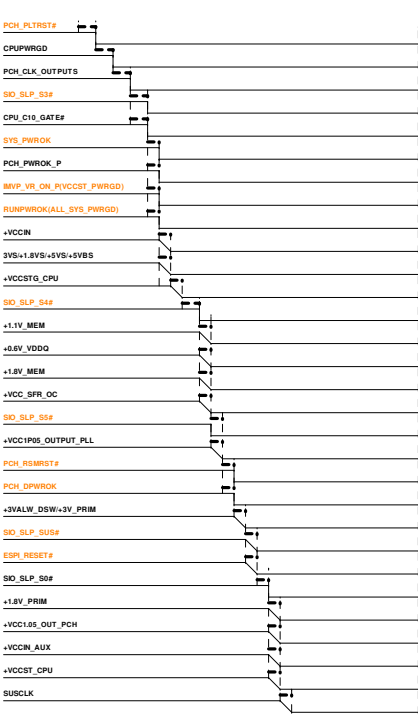 PCH_PLTRST#
CPUPWRGD
PCH_CLK_OUTPUTS
SIO_SLP_S3#
CPU_C10_GATE#
SYS_PWROK
PCH_PWROK_P
IMVP_VR_ON_P(VCCST_PWRGD)
RUNPWROK(ALL_SYS_PWRGD)
+VCCIN
3VS/+1.8VS/+5VS/+5VBS
+VCCSTG_CPU
SIO_SLP_S4#
+1.1V_MEM
+0.6V_VDDQ
+1.8V_MEM
+VCC_SFR_OC
SIO_SLP_S5#
+VCC1P05_OUTPUT_PLL
PCH_RSMRST#
PCH_DPWROK
+3VALW_DSW/+3V_PRIM
SIO_SLP_SUS#
ESPI_RESET#
SIO_SLP_S0#
+1.8V_PRIM
+VCC1.05_OUT_PCH
+VCCIN_AUX
+VCCST_CPU
SUSCLK